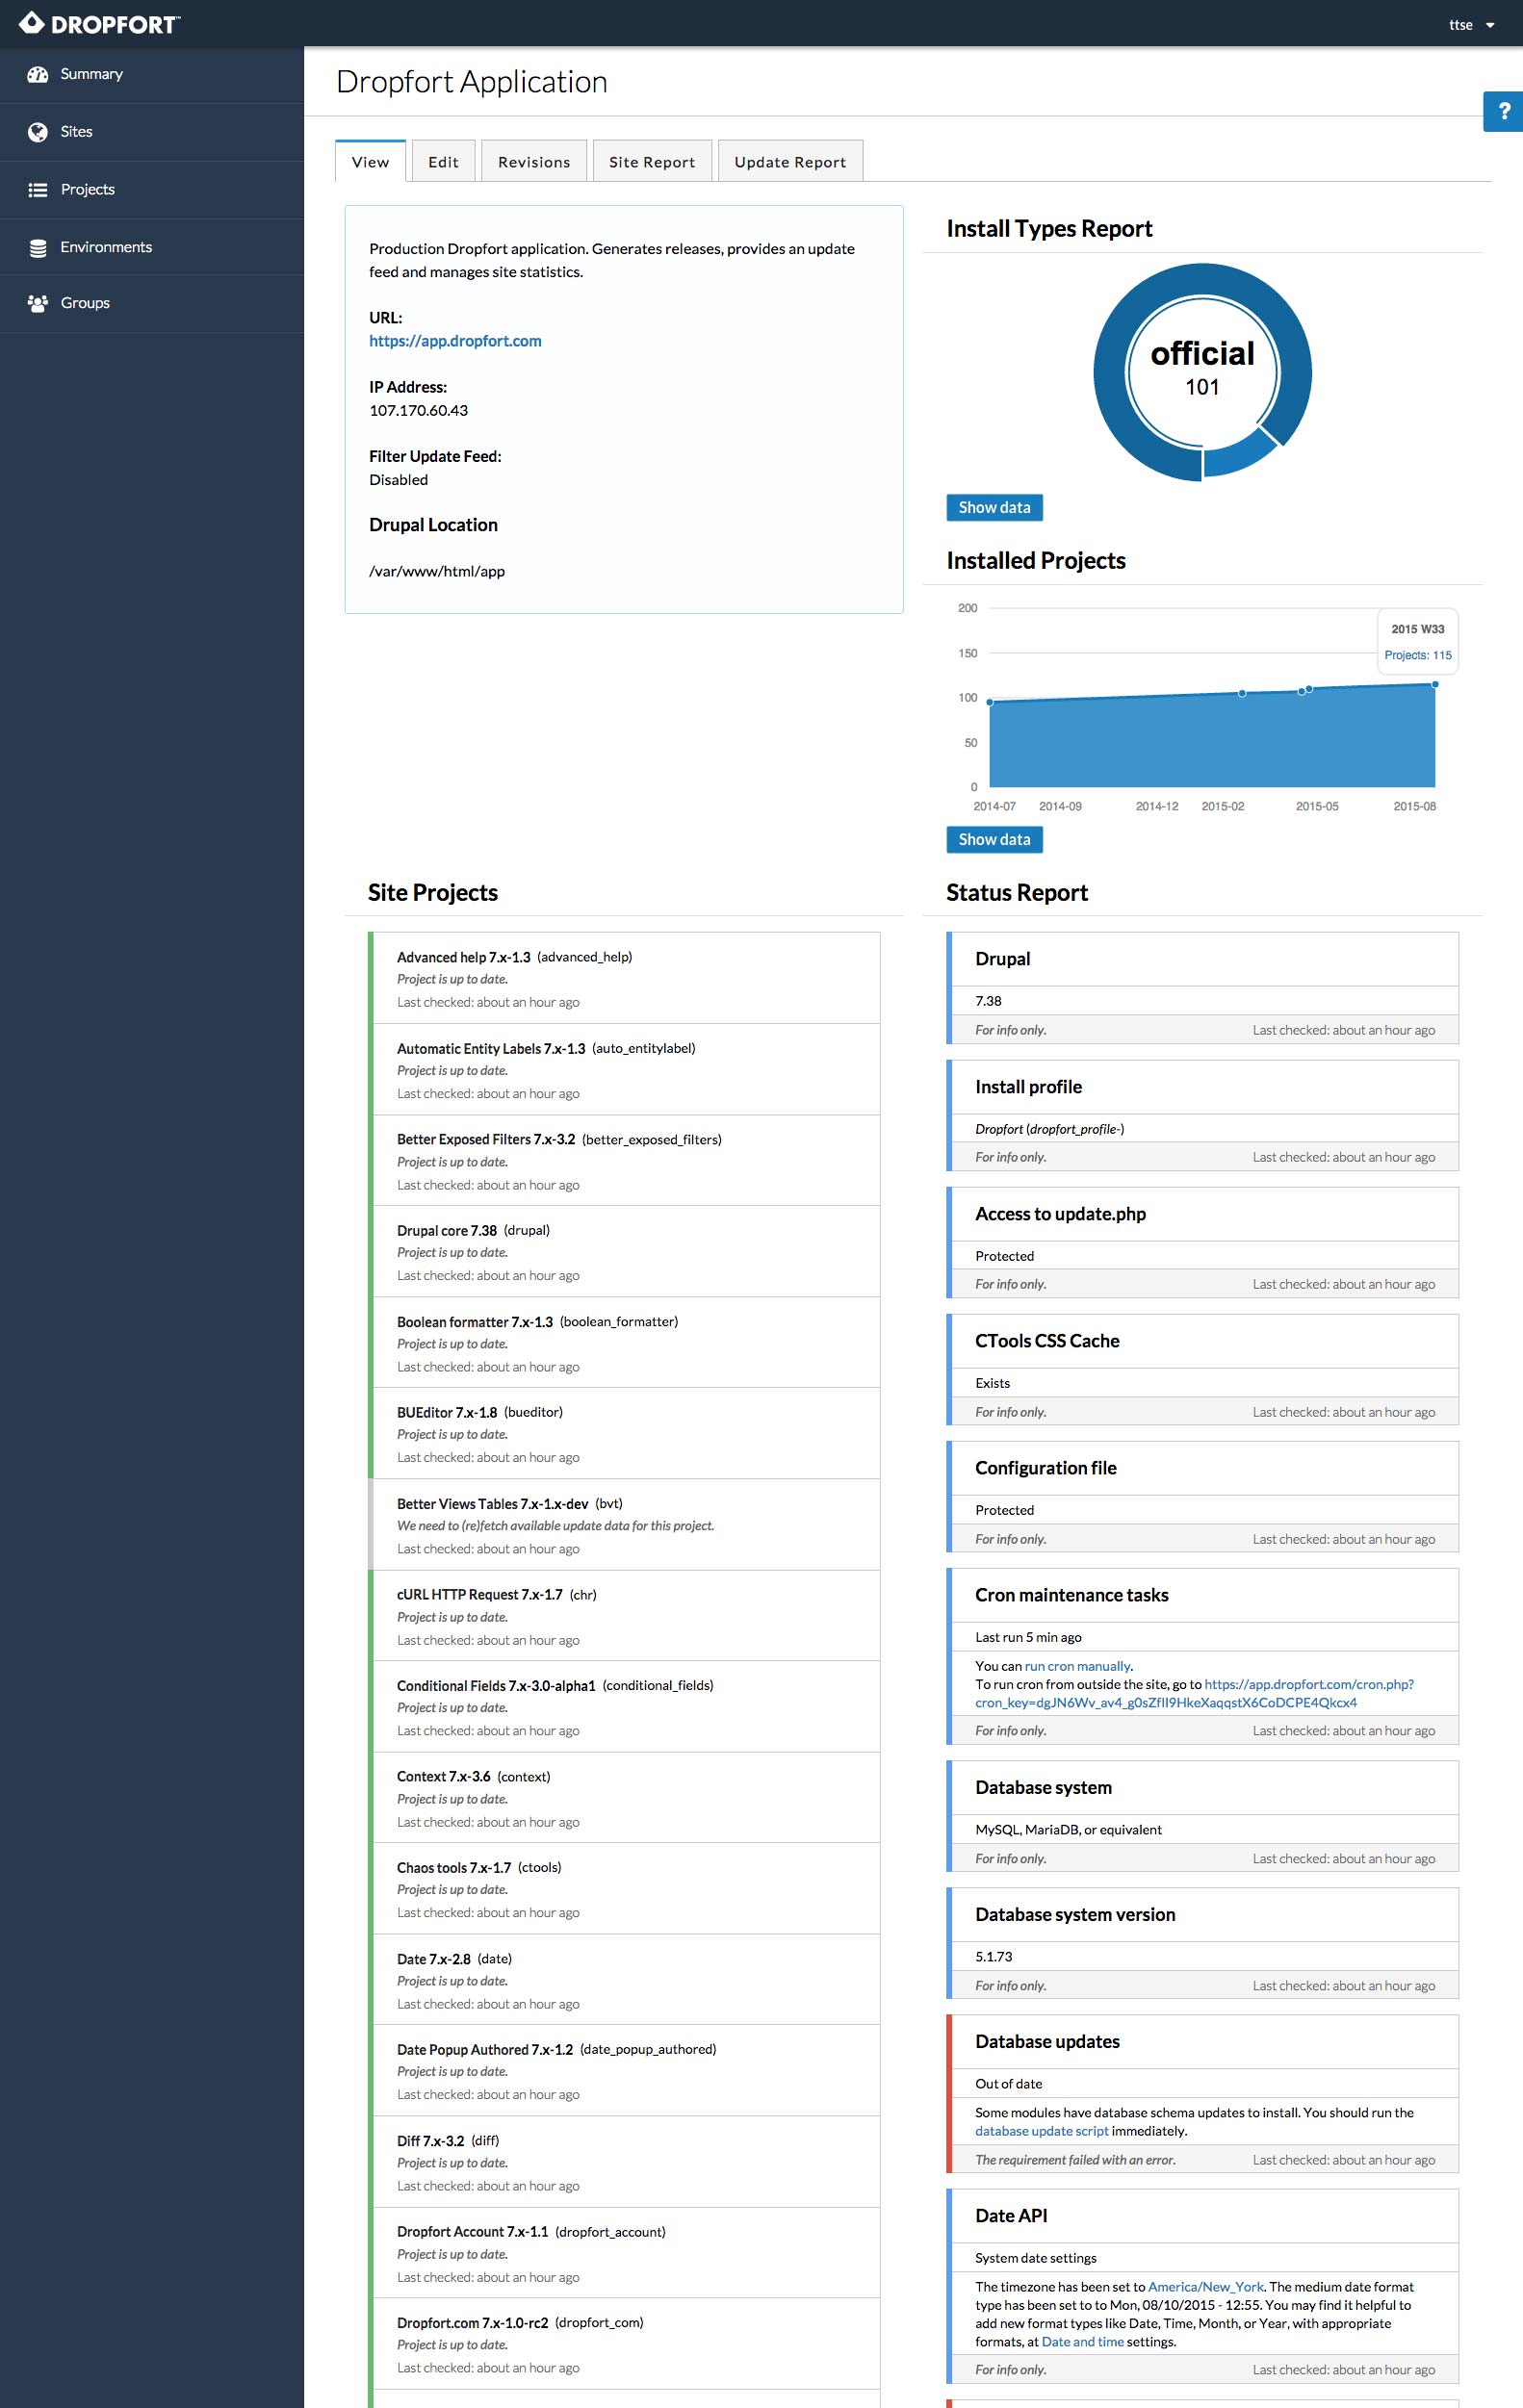 DROPFORT™
ttse
Summary
Sites
Projects
Environments
Groups
Dropfort Application
?
View
Edit
Revisions
Site Report
Update Report
Production Dropfort application. Generates releases, provides an update
feed and manages site statistics.
URL:
https://app.dropfort.com
IP Address:
107.170.60.43
Filter Update Feed:
Disabled
Drupal Location
/var/www/html/app
Install Types Report
official
101
Show data
Installed Projects
200
150
100
50
0
2015 W33
Projects: 115
2014-07
2014-09
2014-12
2015-02
2015-05
2015-08
Show data
Site Projects
Advanced help 7.x-1.3 (advanced_help)
Project is up to date.
Last checked: about an hour ago
Automatic Entity Labels 7.x-1.3 (auto_entitylabel)
Project is up to date.
Last checked: about an hour ago
Better Exposed Filters 7.x-3.2 (better_exposed_filters)
Project is up to date.
Last checked: about an hour ago
Drupal core 7.38 (drupal)
Project is up to date.
Last checked: about an hour ago
Boolean formatter 7.x-1.3 (boolean_formatter)
Project is up to date.
Last checked: about an hour ago
BUEditor 7.x-1.8 (bueditor)
Project is up to date.
Last checked: about an hour ago
Better Views Tables 7.x-1.x-dev (bvt)
We need to (re)fetch available update data for this project.
Last checked: about an hour ago
cURL HTTP Request 7.x-1.7 (chr)
Project is up to date.
Last checked: about an hour ago
Conditional Fields 7.x-3.0-alpha1 (conditional_fields)
Project is up to date.
Last checked: about an hour ago
Context 7.x-3.6 (context)
Project is up to date.
Last checked: about an hour ago
Chaos tools 7.x-1.7 (ctools)
Project is up to date.
Last checked: about an hour ago
Date 7.x-2.8 (date)
Project is up to date.
Last checked: about an hour ago
Date Popup Authored 7.x-1.2 (date_popup_authored)
Project is up to date.
Last checked: about an hour ago
Diff 7.x-3.2 (diff)
Project is up to date.
Last checked: about an hour ago
Dropfort Account 7.x-1.1 (dropfort_account)
Project is up to date.
Last checked: about an hour ago
Dropfort.com 7.x-1.0-rc2 (dropfort_com)
Project is up to date.
Last checked: about an hour ago
Status Report
Drupal
7.38
For info only. Last checked: about an hour ago
Install profile
Dropfort (dropfort_profile-)
For info only. Last checked: about an hour ago
Access to update.php
Protected
For info only. Last checked: about an hour ago
CTools CSS Cache
Exists
For info only. Last checked: about an hour ago
Configuration file
Protected
For info only. Last checked: about an hour ago
Cron maintenance tasks
Last run 5 min ago
You can run cron manually.
To run cron from outside the site, go to https://app.dropfort.com/cron.php?
cron_key=dgJN6Wv_av4_g0sZfII9HkeXaqqstX6CoDCPE4Qkcx4
For info only. Last checked: about an hour ago
Database system
MySQL, MariaDB, or equivalent
For info only. Last checked: about an hour ago
Database system version
5.1.73
For info only. Last checked: about an hour ago
Database updates
Out of date
Some modules have database schema updates to install. You should run the
database update script immediately.
The requirement failed with an error. Last checked: about an hour ago
Date API
System date settings
The timezone has been set to America/New_York. The medium date format
type has been set to to Mon, 08/10/2015 - 12:55. You may find it helpful to
add new format types like Date, Time, Month, or Year, with appropriate
formats, at Date and time settings.
For info only. Last checked: about an hour ago